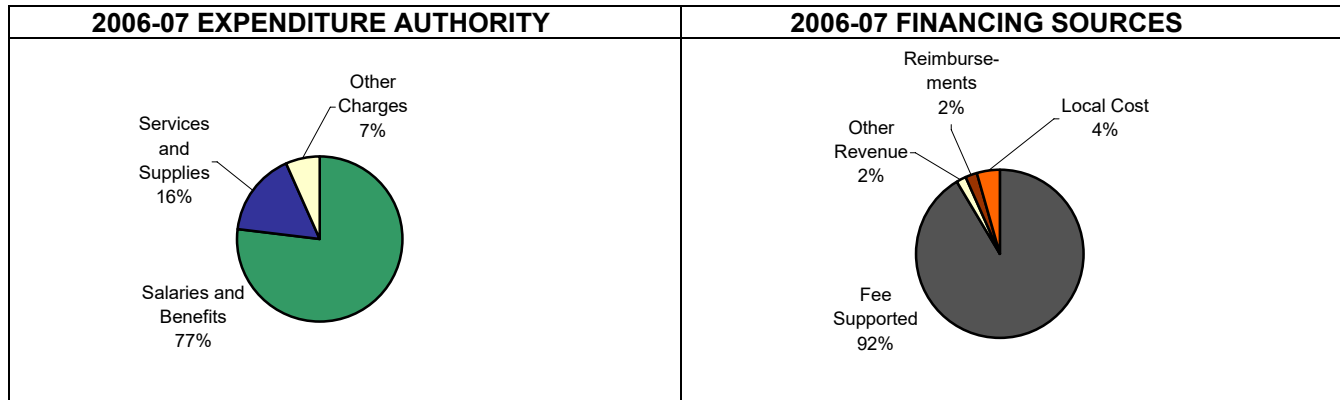 2006-07 EXPENDITURE AUTHORITY
Other
Charges
7%
Services
and
Supplies
16%
Salaries and
Benefits
77%
2006-07 FINANCING SOURCES
Reimburse-
ments
2%
Local Cost
4%
Other
Revenue
2%
Fee
Supported
92%